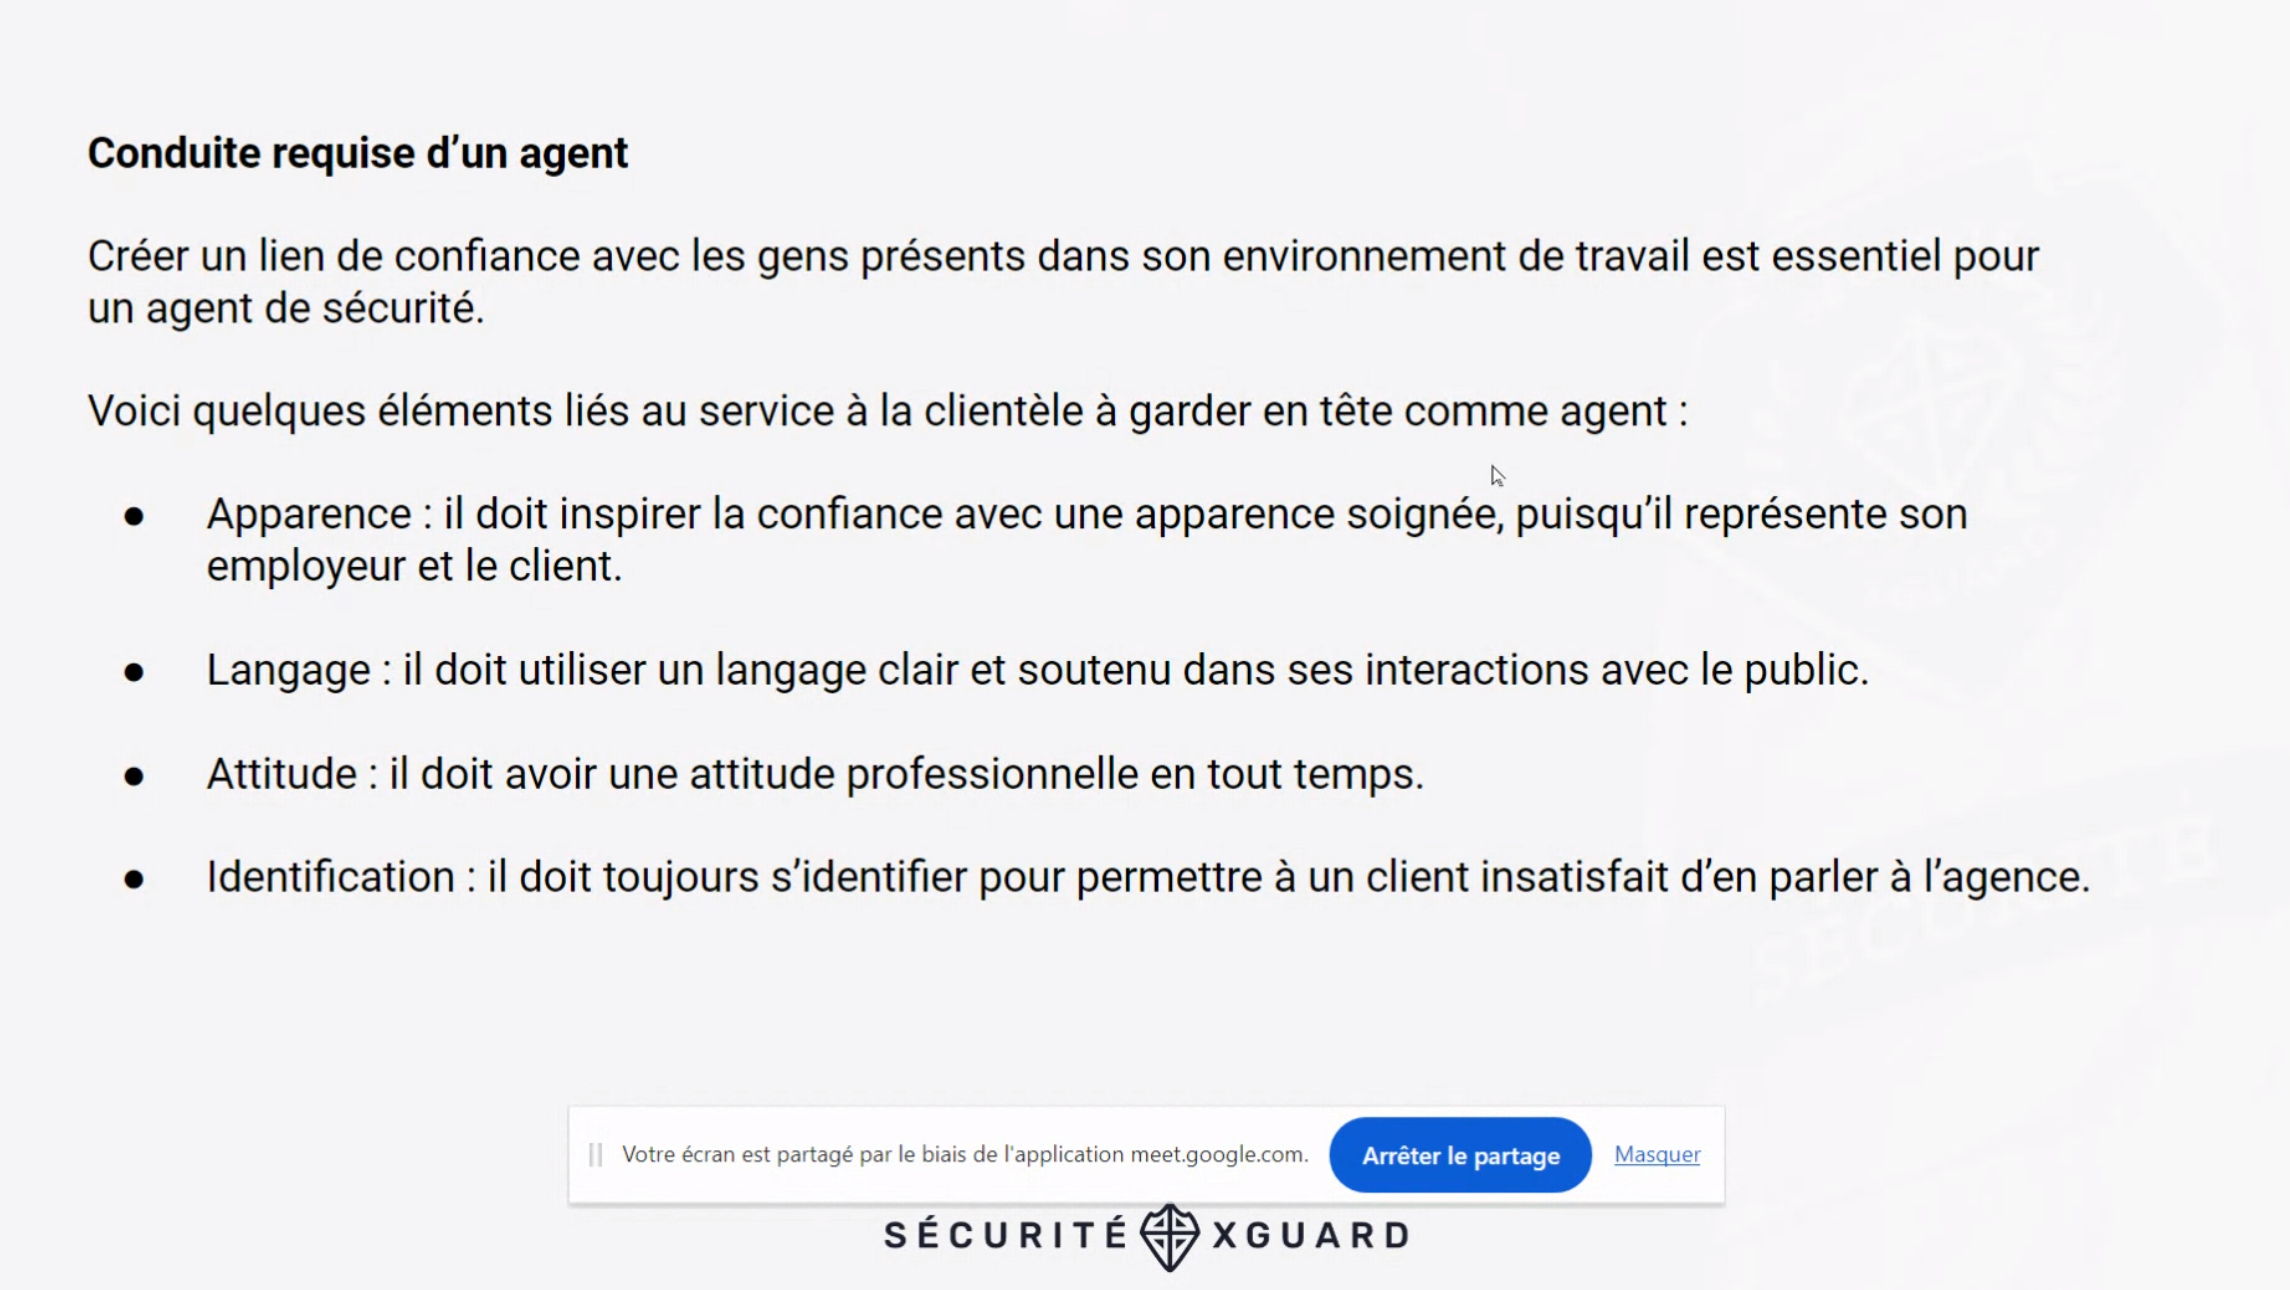 Conduite requise d’un agent
Créer un lien de confiance avec les gens présents dans son environnement de travail est essentiel pour
un agent de sécurité.
Voici quelques éléments liés au service à la clientèle à garder en tête comme agent :
● Apparence : il doit inspirer la confiance avec une apparence soignée, puisqu’il représente son
employeur et le client.
● Langage : il doit utiliser un langage clair et soutenu dans ses interactions avec le public.
● Attitude : il doit avoir une attitude professionnelle en tout temps.
● Identification : il doit toujours s’identifier pour permettre à un client insatisfait d’en parler à l’agence.
SÉCURITÉ
Votre écran est partagé par le biais de l'application meet.google.com. Arrêter le partage Masquer
SÉCURITÉ XGUARD